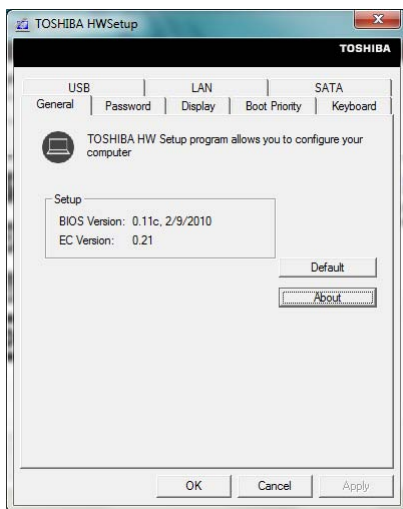 TOSHIBA HWSetup
TOSHIBA
USB LAN SATA
General Password Display Boot Priority Keyboard
TOSHIBA HW Setup program allows you to configure your
computer
Setup
BIOS Version: 0.11c, 2/9/2010
EC Version: 0.21
Default
About
OK Cancel Apply